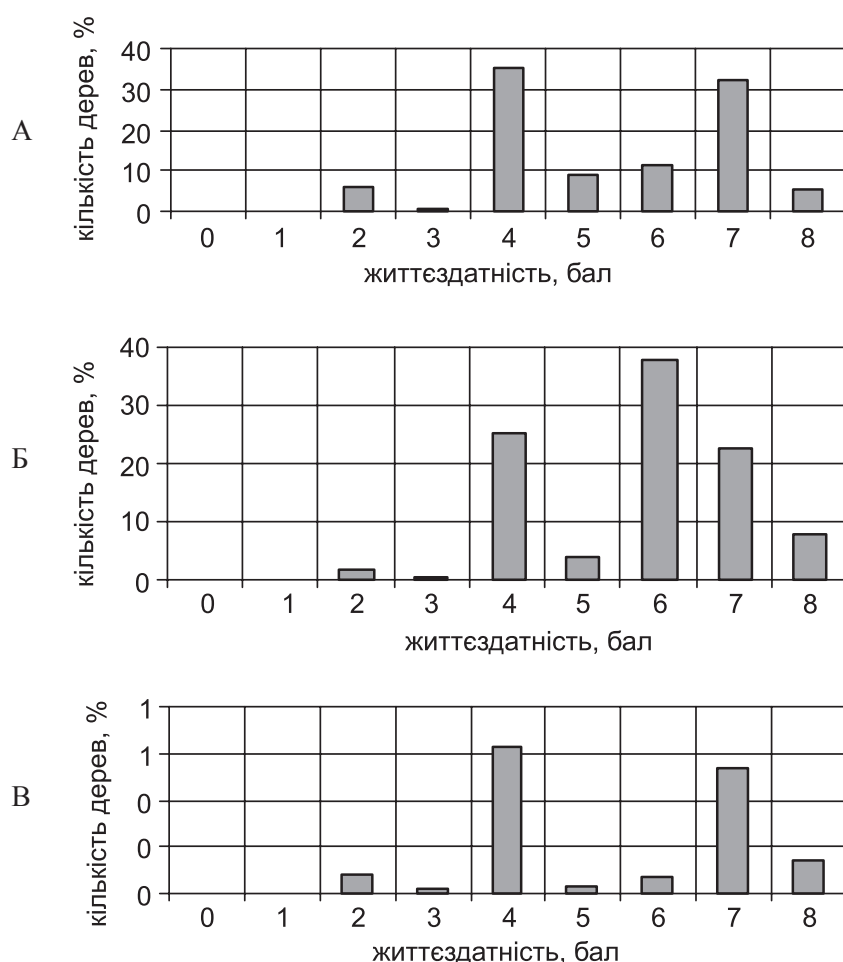 А
кількість дерев, %
40
30
20
10
0
0 1 2 3 4 5 6 7 8
життєздатність, бал
Б
кількість дерев, %
40
30
20
10
0
0 1 2 3 4 5 6 7 8
життєздатність, бал
В
кількість дерев, %
1
1
0
0
0
0 1 2 3 4 5 6 7 8
життєздатність, бал